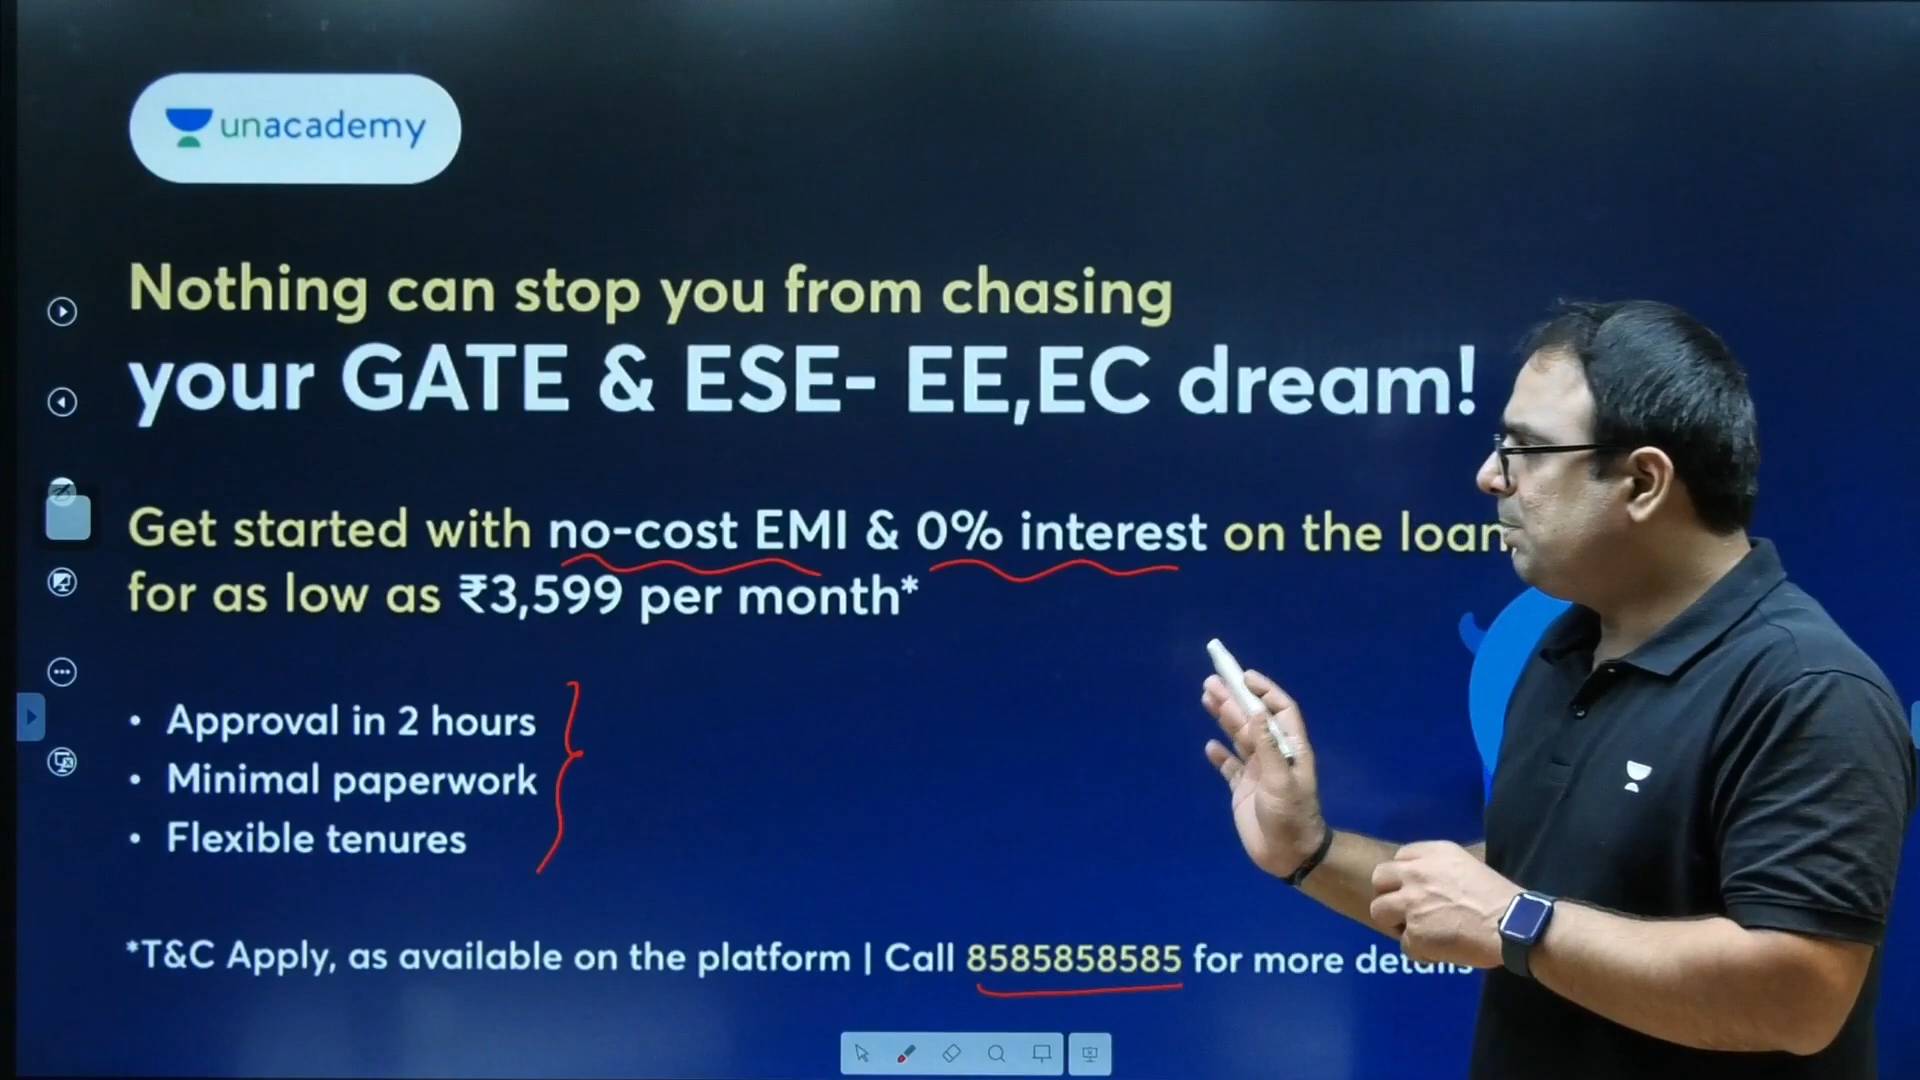 unacademy
Nothing can stop you from chasing
your GATE & ESE- EE,EC dream!
Get started with no-cost EMI & 0% interest on the loan,
for as low as ₹3,599 per month*
• Approval in 2 hours
• Minimal paperwork
• Flexible tenures
*T&C Apply, as available on the platform | Call 8585858585 for more details